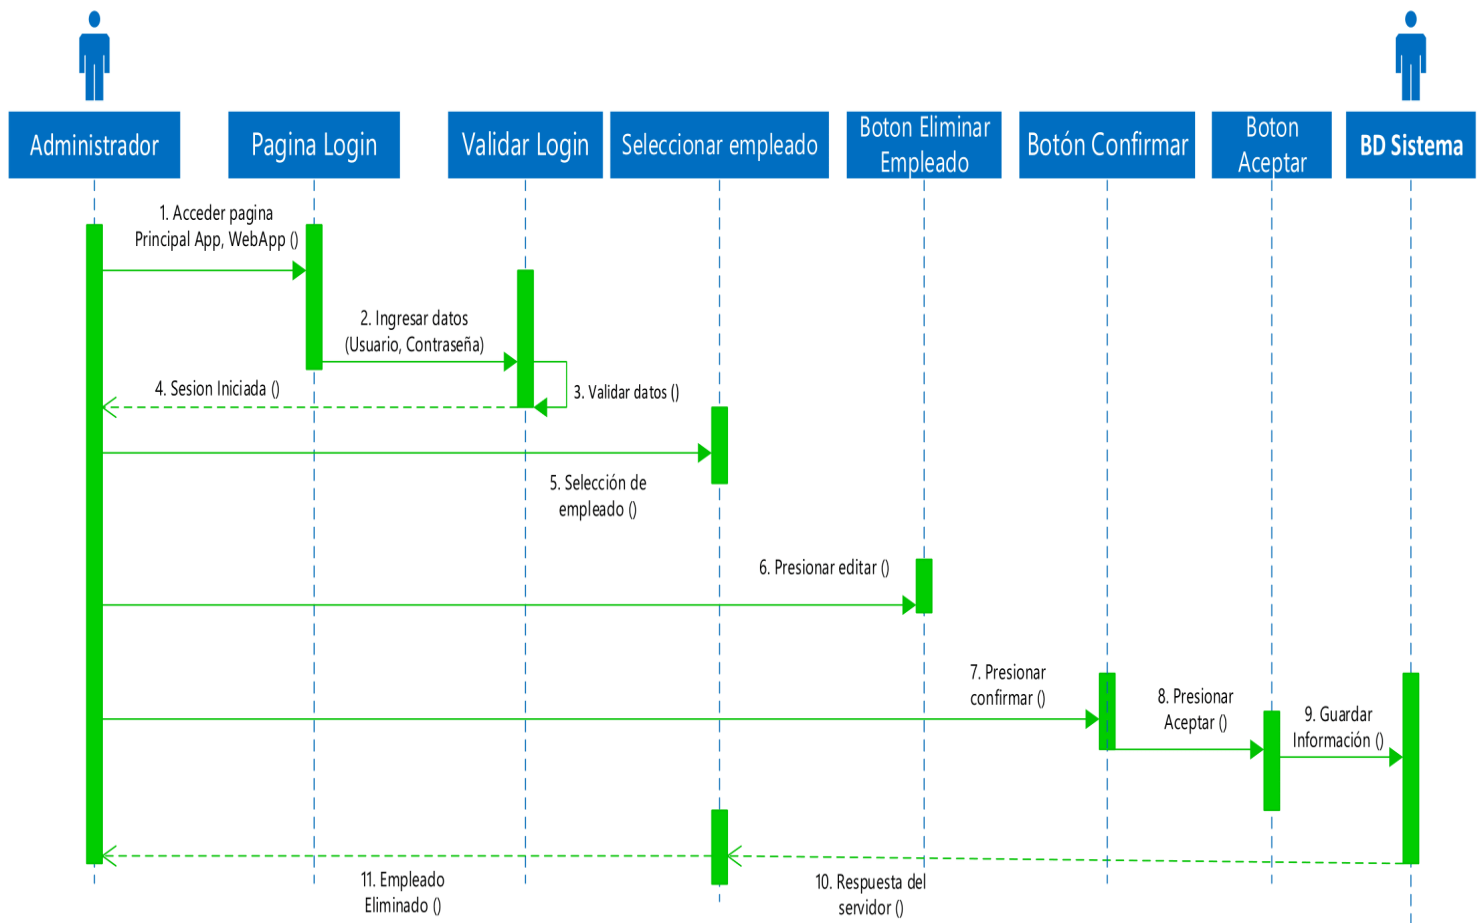 Administrador
Pagina Login
Validar Login
Seleccionar empleado
Boton Eliminar
Empleado
Botón Confirmar
Boton
Aceptar
BD Sistema
1. Acceder pagina
Principal App, WebApp ()
2. Ingresar datos
(Usuario, Contraseña)
3. Validar datos ()
4. Sesion Iniciada ()
5. Selección de
empleado ()
6. Presionar editar ()
7. Presionar
confirmar ()
8. Presionar
Aceptar ()
9. Guardar
Información ()
10. Respuesta del
servidor ()
11. Empleado
Eliminado ()